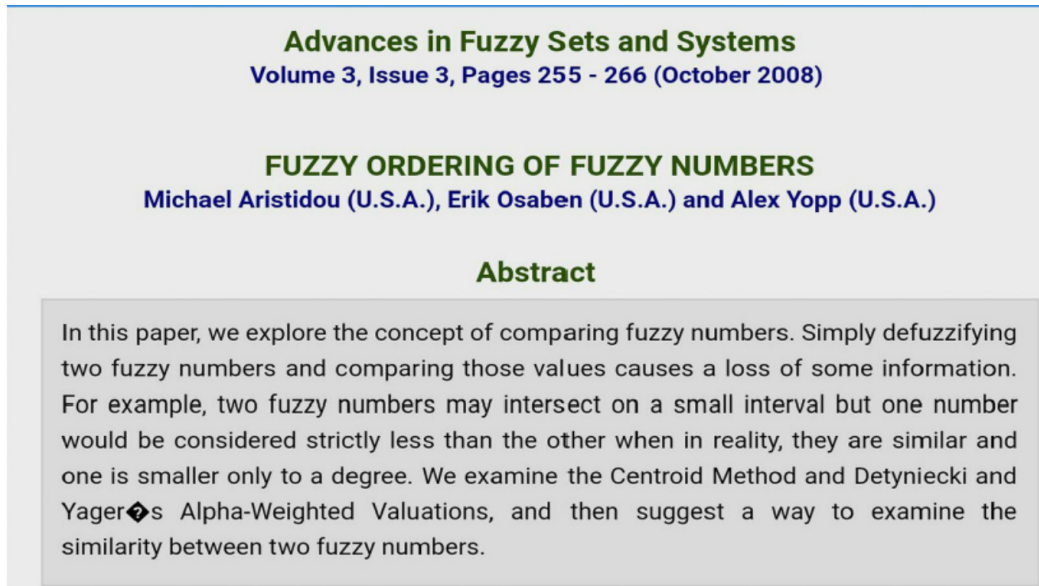 Advances in Fuzzy Sets and Systems
Volume 3, Issue 3, Pages 255 - 266 (October 2008)
FUZZY ORDERING OF FUZZY NUMBERS
Michael Aristidou (U.S.A.), Erik Osaben (U.S.A.) and Alex Yopp (U.S.A.)
Abstract
In this paper, we explore the concept of comparing fuzzy numbers. Simply defuzzifying
two fuzzy numbers and comparing those values causes a loss of some information.
For example, two fuzzy numbers may intersect on a small interval but one number
would be considered strictly less than the other when in reality, they are similar and
one is smaller only to a degree. We examine the Centroid Method and Detyniecki and
Yager�s Alpha-Weighted Valuations, and then suggest a way to examine the
similarity between two fuzzy numbers.